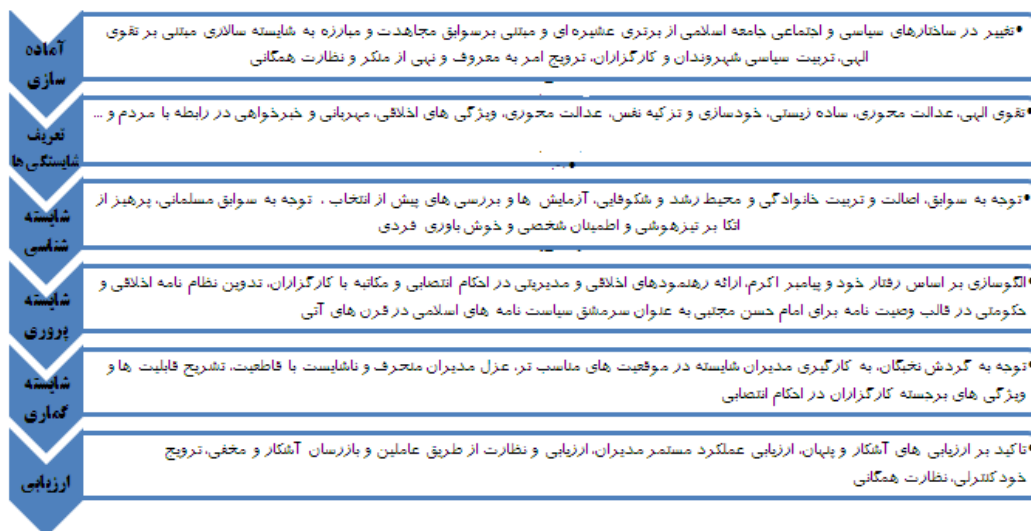 آماده
سازی
•تغییر در ساختارهای سیاسی و اجتماعی جامعه اسلامی از برتری عشیره ای و مبتنی برسوابق مجاهدت و مبارزه به شایسته سالاری مبتنی بر تقوی
الهی، تربیت سیاسی شهروندان و کارگزاران، ترویج امر به معروف و نهی از منکر و نظارت همگانی
تعریف
شایستگی ها
•تقوی الهی، عدالت محوری، ساده زیستی، خودسازی و تزکیه نفس، عدالت محوری، ویژگی های اخلاقی، مهربانی و خیرخواهی در رابطه با مردم و ...
شایسته
شناسی
•توجه به سوابق، اصالت و تربیت خانوادگی و محیط رشد و شکوفایی، آزمایش ها و بررسی های پیش از انتخاب ، توجه به سوابق مسلمانی، پرهیز از
اتکا بر تیزهوشی و اطمینان شخصی و خوش باوری فردی
شایسته
پروری
•الگوسازی بر اساس رفتار خود و پیامبر اکرم، ارائه رهنمودهای اخلاقی و مدیریتی در احکام انتصابی و مکاتبه با کارگزاران، تدوین نظام نامه اخلاقی و
حکومتی در قالب وصیت نامه برای امام حسن مجتبی به عنوان سرمشق سیاست نامه های اسلامی در قرن های آتی
شایسته
گماری
•توجه به گردش نخبگان، به کارگیری مدیران شایسته در موقعیت های مناسب تر، عزل مدیران منحرف و ناشایست با قاطعیت، تشریح قابلیت ها و
ویژگی های برجسته کارگزاران در احکام انتصابی
ارزیابی
•تاکید بر ارزیابی های آشکار و پنهان، ارزیابی عملکرد مستمر مدیران، ارزیابی و نظارت از طریق عاملین و بازرسان آشکار و مخفی، ترویج
خود کنترلی، نظارت همگانی